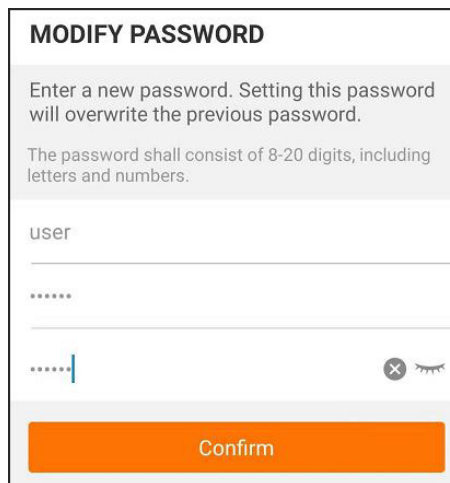 MODIFY PASSWORD
Enter a new password. Setting this password
will overwrite the previous password.
The password shall consist of 8-20 digits, including
letters and numbers.
user
••••••
••••••
Confirm